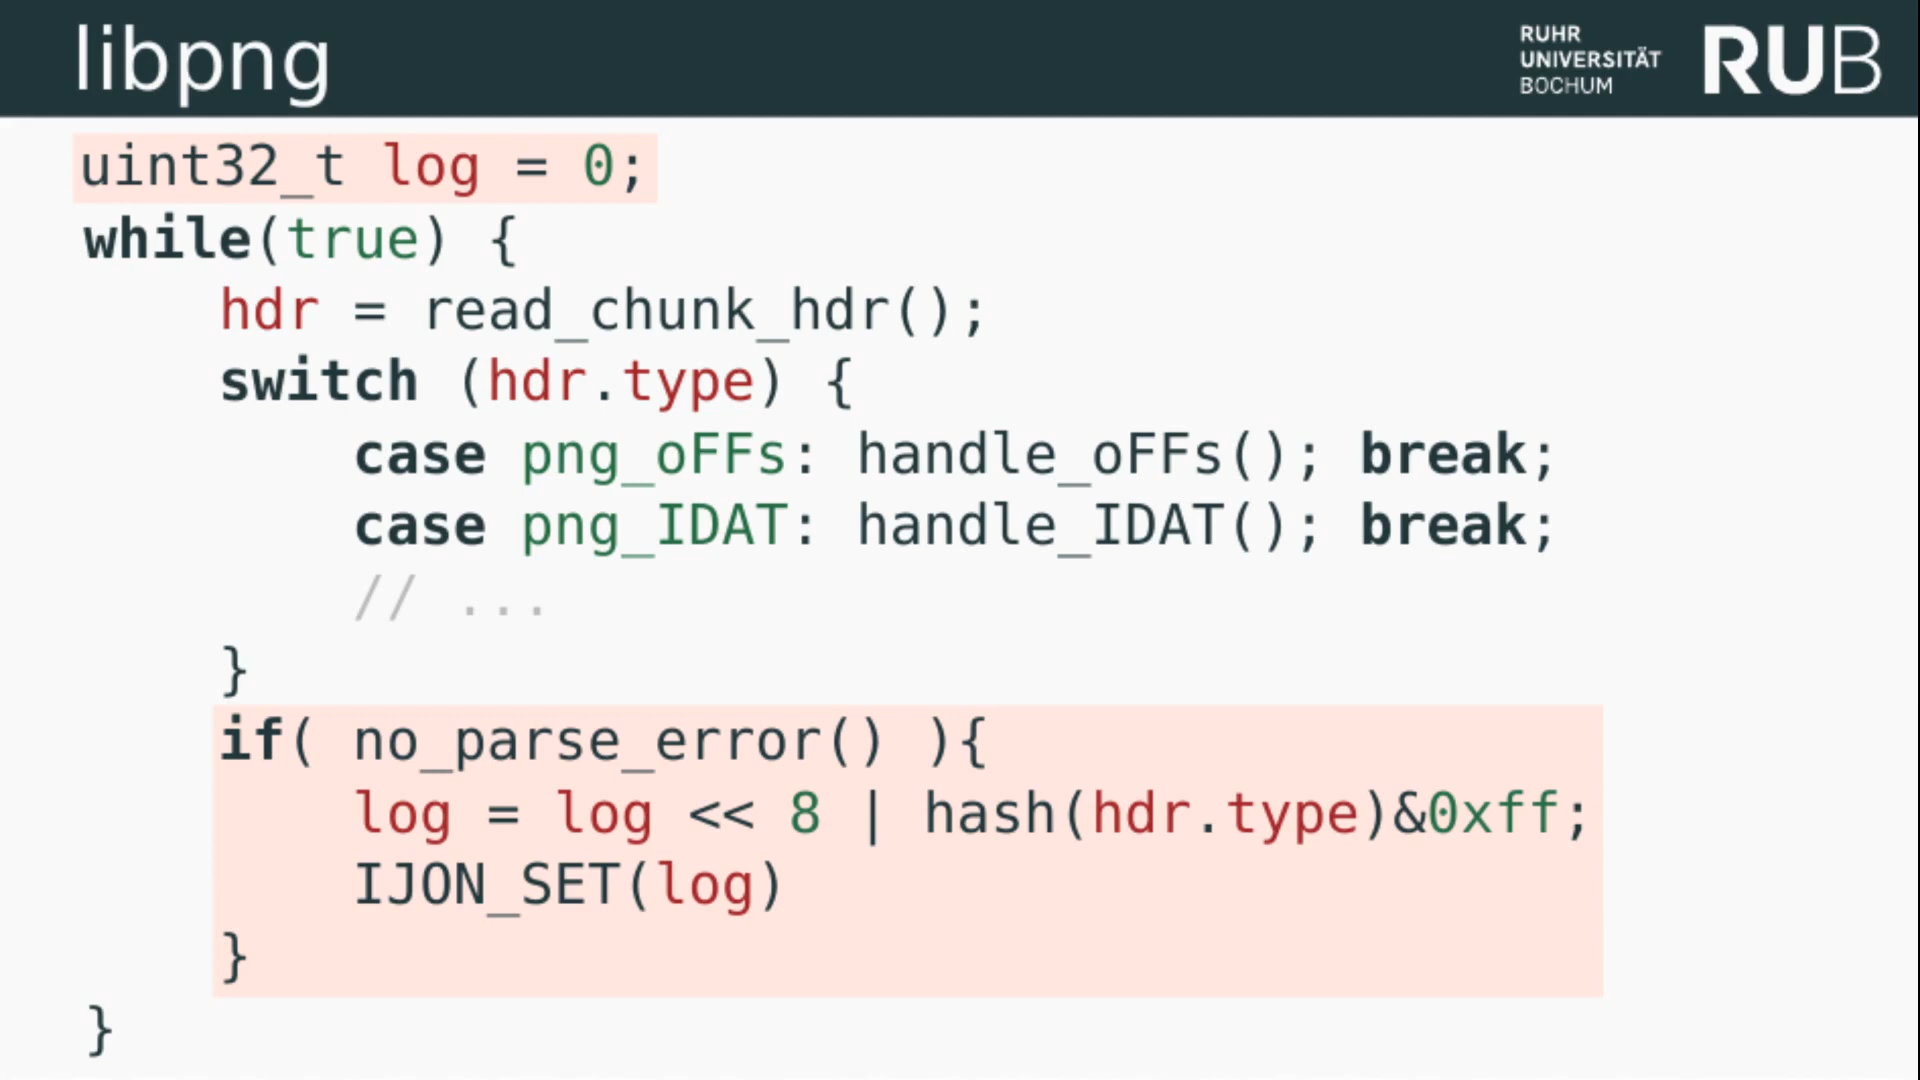 libpng
RUHR
UNIVERSITÄT
BOCHUM
RUB
uint32_t log = 0;
while(true) {
hdr = read_chunk_hdr();
switch (hdr.type) {
case png_oFFs: handle_oFFs(); break;
case png_IDAT: handle_IDAT(); break;
// ...
}
if( no_parse_error() ){
log = log << 8 | hash(hdr.type)&0xff;
IJON_SET(log)
}
}